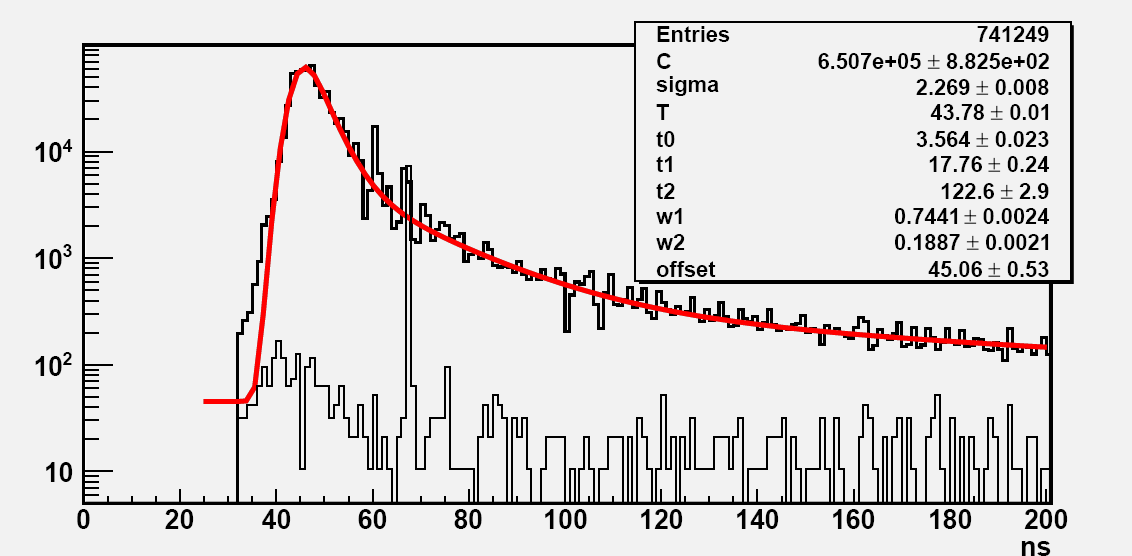 Entries 741249
C 6.507e+05 ± 8.825e+02
sigma 2.269 ± 0.008
T 43.78 ± 0.01
t0 3.564 ± 0.023
t1 17.76 ± 0.24
t2 122.6 ± 2.9
w1 0.7441 ± 0.0024
w2 0.1887 ± 0.0021
offset 45.06 ± 0.53
10⁴
10³
10²
10
0 20 40 60 80 100 120 140 160 180 200
ns